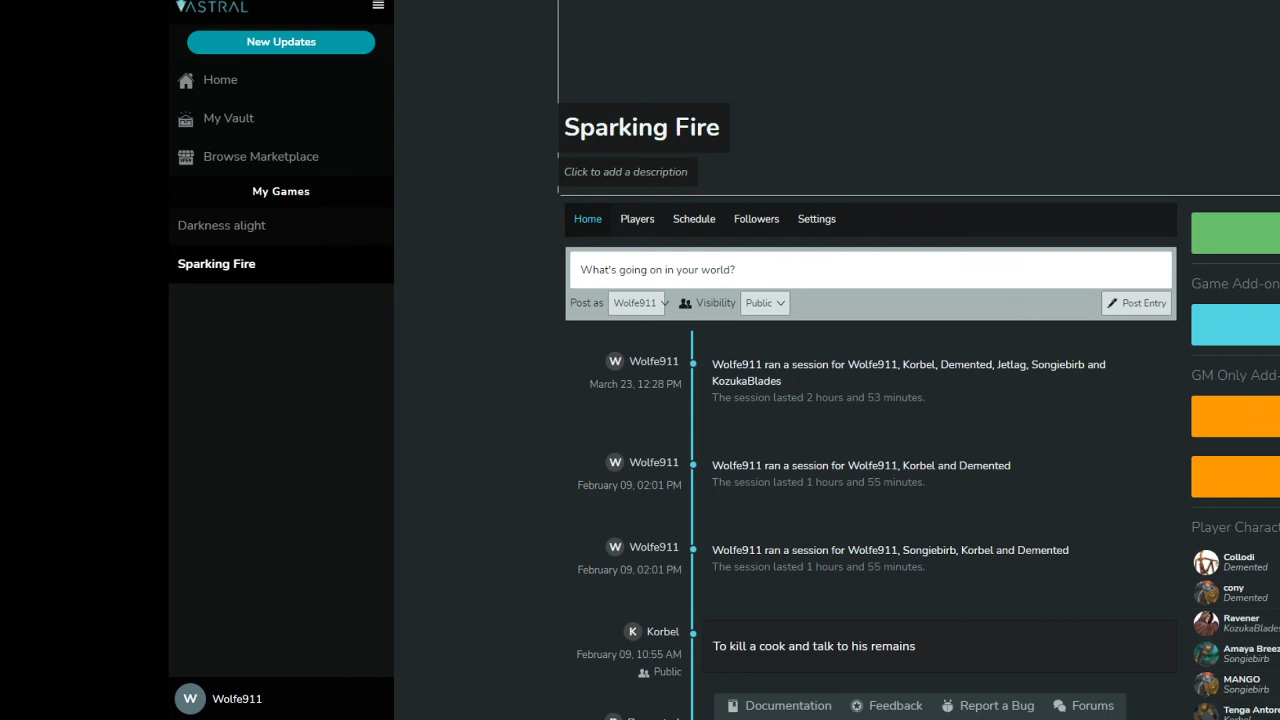 ASTRAL
New Updates
Home
My Vault
Browse Marketplace
My Games
Darkness alight
Sparking Fire
W Wolfe911
Sparking Fire
Click to add a description
Home Players Schedule Followers Settings
What's going on in your world?
Post as Wolfe911 Visibility Public Post Entry
W Wolfe911
March 23, 12:28 PM
Wolfe911 ran a session for Wolfe911, Korbel, Demented, Jetlag, Songiebirb and
KozukaBlades
The session lasted 2 hours and 53 minutes.
W Wolfe911
February 09, 02:01 PM
Wolfe911 ran a session for Wolfe911, Korbel and Demented
The session lasted 1 hours and 55 minutes.
W Wolfe911
February 09, 02:01 PM
Wolfe911 ran a session for Wolfe911, Songiebirb, Korbel and Demented
The session lasted 1 hours and 55 minutes.
K Korbel
February 09, 10:55 AM
Public
To kill a cook and talk to his remains
Documentation Feedback Report a Bug Forums
Game Add-on
GM Only Add-
Player Charac
Collodi
Demented
cony
Demented
Ravener
KozukaBlades
Amaya Breez
Songiebirb
MANGO
Songiebirb
Tenga Antor